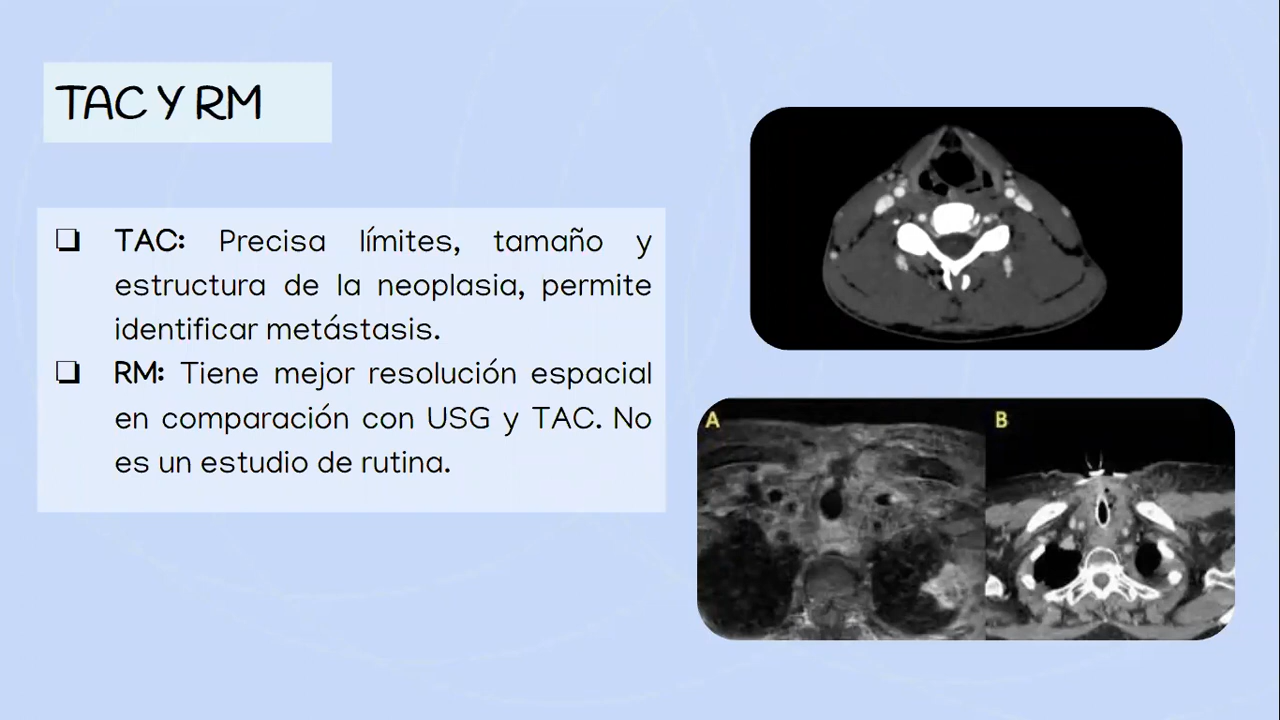 TAC Y RM
❏ TAC: Precisa límites, tamaño y
estructura de la neoplasia, permite
identificar metástasis.
❏ RM: Tiene mejor resolución espacial
en comparación con USG y TAC. No
es un estudio de rutina.
A
B